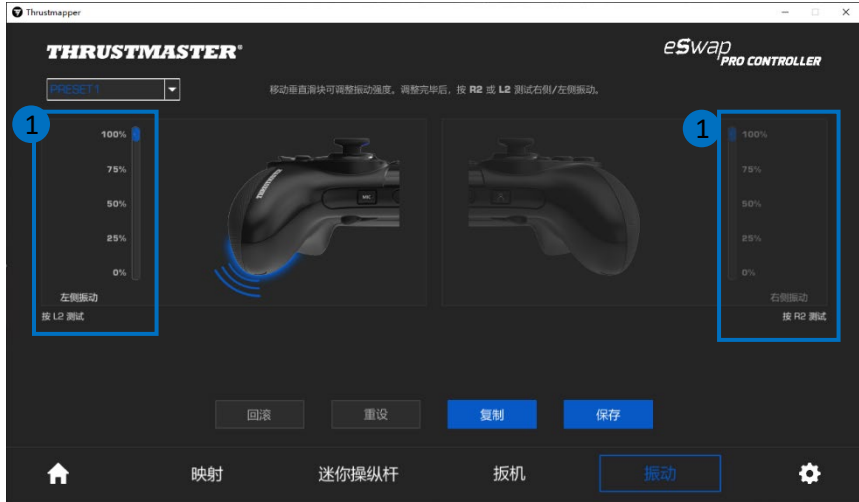 Thrustmapper
THRUSTMASTER®
eSwap
PRO CONTROLLER
PRESET1
移动垂直滑块可调整振动强度。调整完毕后，按 R2 或 L2 测试右侧/左侧振动。
1
100%
75%
50%
25%
0%
左侧振动
按 L2 测试
THRUSTMASTER
MIC
1
100%
75%
50%
25%
0%
右侧振动
按 R2 测试
回滚
重设
复制
保存
映射
迷你操纵杆
扳机
振动